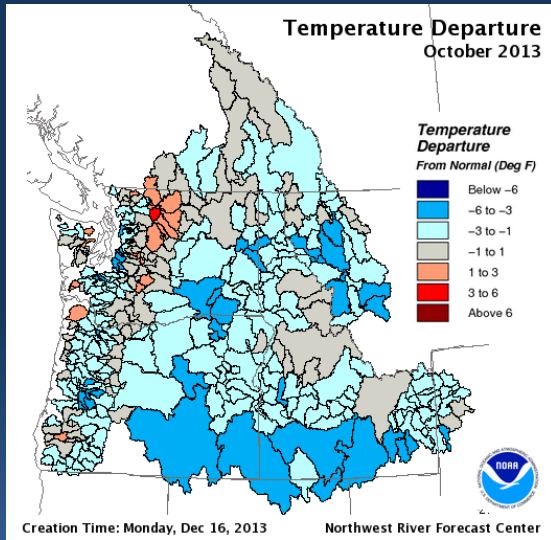 Temperature Departure
October 2013
Temperature
Departure
From Normal (Deg F)
Below -6
-6 to -3
-3 to -1
-1 to 1
1 to 3
3 to 6
Above 6
NOAA
Creation Time: Monday, Dec 16, 2013
Northwest River Forecast Center